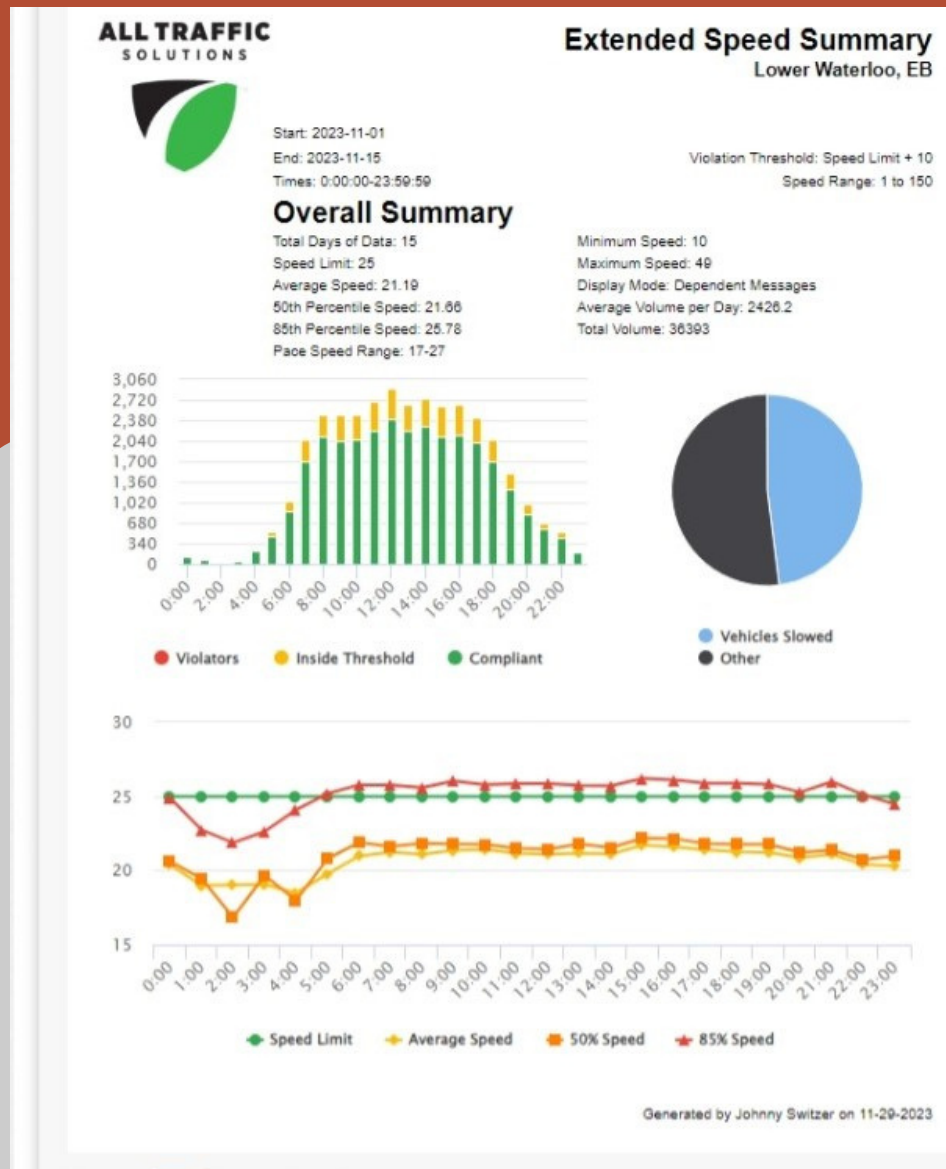 ALL TRAFFIC
SOLUTIONS
Extended Speed Summary
Lower Waterloo, EB
Start: 2023-11-01
End: 2023-11-15
Times: 0:00:00-23:59:59
Violation Threshold: Speed Limit + 10
Speed Range: 1 to 150
Overall Summary
Total Days of Data: 15
Speed Limit: 25
Average Speed: 21.19
50th Percentile Speed: 21.66
85th Percentile Speed: 25.78
Pace Speed Range: 17-27
Minimum Speed: 10
Maximum Speed: 49
Display Mode: Dependent Messages
Average Volume per Day: 2426.2
Total Volume: 36393
3,060
2,720
2,380
2,040
1,700
1,360
1,020
680
340
0
0:00 2:00 4:00 6:00 8:00 10:00 12:00 14:00 16:00 18:00 20:00 22:00
Violators Inside Threshold Compliant
Vehicles Slowed
Other
30
25
20
15
0:00 1:00 2:00 3:00 4:00 5:00 6:00 7:00 8:00 9:00 10:00 11:00 12:00 13:00 14:00 15:00 16:00 17:00 18:00 19:00 20:00 21:00 22:00 23:00
Speed Limit Average Speed 50% Speed 85% Speed
Generated by Johnny Switzer on 11-29-2023